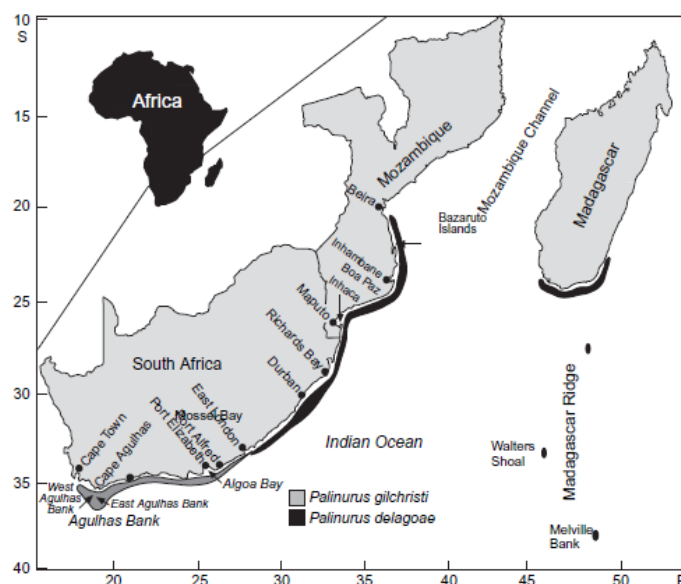 10
S
15
20
25
30
35
40
20
25
30
35
40
45
50
E
Africa
Mozambique
Mozambique Channel
Madagascar
Beira
Bazaruto
Islands
Inhambane
Boa Paz
Inhaca
Maputo
Richards Bay
South Africa
Durban
East London
Mossel Bay
Port Alfred
Port Elizabeth
Cape Town
Cape Agulhas
Indian Ocean
Madagascar Ridge
Walters
Shoal
Melville
Bank
West
Agulhas
Bank
East Agulhas Bank
Agulhas Bank
Algoa Bay
Palinurus gilchristi
Palinurus delagoae